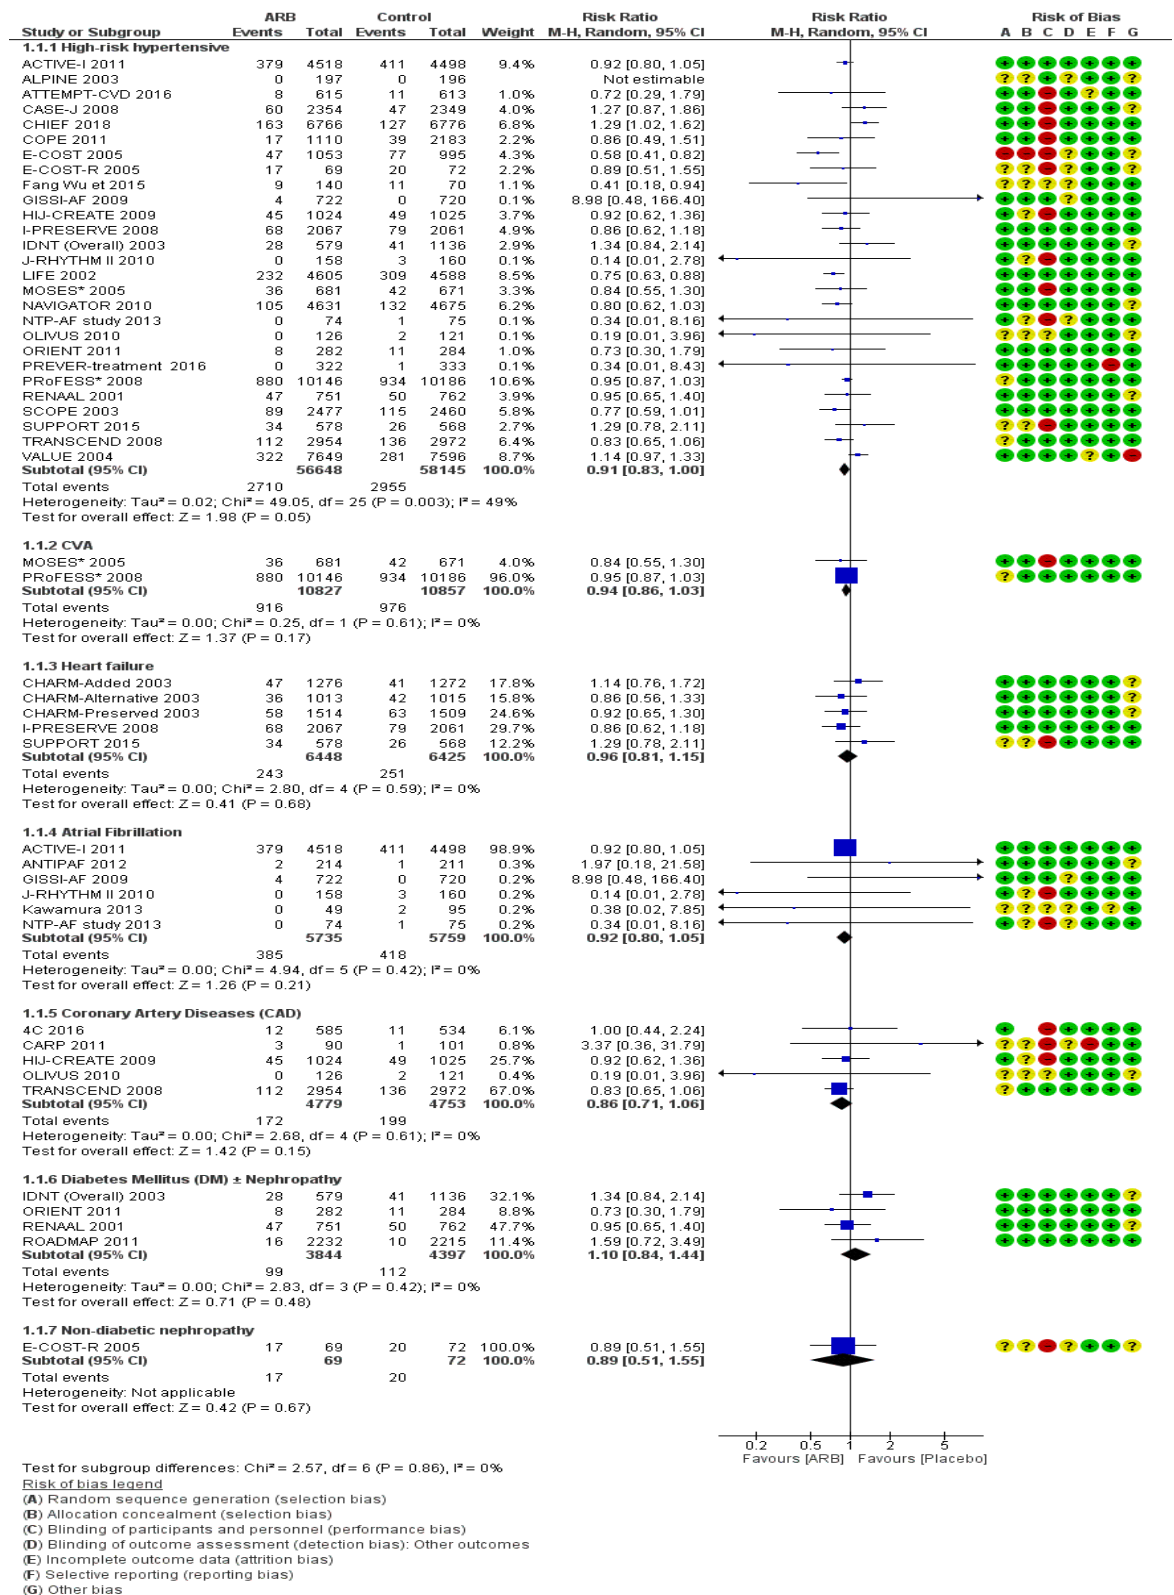 ARB Control Risk Ratio Risk Ratio Risk of Bias
Study or Subgroup Events Total Events Total Weight M-H, Random, 95% CI M-H, Random, 95% CI A B C D E F G
1.1.1 High-risk hypertensive
ACTIVE-I 2011 379 4518 411 4498 9.4% 0.92 [0.80, 1.05] + + + + + + +
ALPINE 2003 0 197 0 196 Not estimable ? ? + ? + + ?
ATTEMPT-CVD 2016 8 615 11 613 1.0% 0.72 [0.29, 1.79] + + - + ? + +
CASE-J 2008 60 2354 47 2349 4.0% 1.27 [0.87, 1.86] + + - + + + ?
CHIEF 2018 163 6766 127 6776 6.8% 1.29 [1.02, 1.62] + + - + + + +
COPE 2011 17 1110 39 2183 2.2% 0.86 [0.49, 1.51] + + - + + + +
E-COST 2005 47 1053 77 995 4.3% 0.58 [0.41, 0.82] - - - ? + + ?
E-COST-R 2005 17 69 20 72 2.3% 0.89 [0.51, 1.55] ? ? - ? + + ?
Fang Wu et 2015 9 140 11 70 1.1% 0.41 [0.18, 0.94] ? ? ? ? + + +
GISSI-AF 2009 4 722 0 720 0.1% 8.98 [0.48, 166.40] + + + ? + + +
HIJ-CREATE 2009 45 1024 49 1025 3.7% 0.92 [0.62, 1.36] + ? - + + + +
I-PRESERVE 2008 68 2067 79 2061 4.9% 0.86 [0.62, 1.18] + + + + + + +
IDNT (Overall) 2003 28 579 41 1136 2.9% 1.34 [0.84, 2.14] + + + + + + ?
J-RHYTHM II 2010 0 158 3 160 0.1% 0.14 [0.01, 2.78] + ? - + + + +
LIFE 2002 232 4605 309 4588 8.5% 0.75 [0.63, 0.88] + + + + + + +
MOSES* 2005 36 681 42 671 3.4% 0.84 [0.55, 1.30] + + - + + + +
NAVIGATOR 2010 105 4631 132 4675 6.2% 0.80 [0.62, 1.03] + + + + + + ?
NTP-AF study 2013 0 74 1 75 0.1% 0.34 [0.01, 8.16] + ? - ? + + +
OLIVUS 2010 0 126 2 121 0.1% 0.19 [0.01, 3.96] ? ? ? ? + + +
ORIENT 2011 8 282 11 284 1.0% 0.73 [0.30, 1.79] + + + + + + +
PREVER-treatment 2016 0 322 1 333 0.1% 0.34 [0.01, 8.43] + + + + + - +
PRoFESS* 2008 880 10146 934 10186 10.6% 0.95 [0.87, 1.03] ? + + + + + +
RENAAL 2001 47 751 50 762 3.9% 0.95 [0.65, 1.40] + + + + + + ?
SCOPE 2003 89 2477 115 2460 5.8% 0.77 [0.59, 1.01] + + + + + + +
SUPPORT 2015 34 578 26 568 2.7% 1.29 [0.78, 2.11] ? ? - + + + +
TRANSCEND 2008 112 2954 136 2972 6.4% 0.83 [0.65, 1.06] ? + + + + + +
VALUE 2004 322 7649 281 7596 8.7% 1.14 [0.97, 1.33] + + + + ? + -
Subtotal (95% CI) 56648 58145 100.0% 0.91 [0.83, 1.00]
Total events 2710 2955
Heterogeneity: Tau² = 0.02; Chi² = 49.05, df = 25 (P = 0.003); I² = 49%
Test for overall effect: Z = 1.98 (P = 0.05)
1.1.2 CVA
MOSES* 2005 36 681 42 671 4.0% 0.84 [0.55, 1.30] + + - + + + +
PRoFESS* 2008 880 10146 934 10186 96.0% 0.95 [0.87, 1.03] ? + + + + + +
Subtotal (95% CI) 10827 10857 100.0% 0.94 [0.86, 1.03]
Total events 916 976
Heterogeneity: Tau² = 0.00; Chi² = 0.25, df = 1 (P = 0.61); I² = 0%
Test for overall effect: Z = 1.37 (P = 0.17)
1.1.3 Heart failure
CHARM-Added 2003 47 1276 41 1272 17.8% 1.14 [0.76, 1.72] + + + + + + ?
CHARM-Alternative 2003 36 1013 42 1015 15.8% 0.86 [0.56, 1.33] + + + + + + ?
CHARM-Preserved 2003 58 1514 63 1509 24.6% 0.92 [0.65, 1.30] + + + + + + ?
I-PRESERVE 2008 68 2067 79 2061 29.7% 0.86 [0.62, 1.18] + + + + + + +
SUPPORT 2015 34 578 26 568 12.2% 1.29 [0.78, 2.11] ? ? - + + + +
Subtotal (95% CI) 6448 6425 100.0% 0.96 [0.81, 1.15]
Total events 243 251
Heterogeneity: Tau² = 0.00; Chi² = 2.80, df = 4 (P = 0.59); I² = 0%
Test for overall effect: Z = 0.41 (P = 0.68)
1.1.4 Atrial Fibrillation
ACTIVE-I 2011 379 4518 411 4498 98.9% 0.92 [0.80, 1.05] + + + + + + +
ANTIPAF 2012 2 214 1 211 0.3% 1.97 [0.18, 21.58] + + + + + + ?
GISSI-AF 2009 4 722 0 720 0.2% 8.98 [0.48, 166.40] + + + ? + + +
J-RHYTHM II 2010 0 158 3 160 0.2% 0.14 [0.01, 2.78] + ? - + + + +
Kawamura 2013 0 49 2 95 0.2% 0.38 [0.02, 7.85] ? ? ? ? + ? +
NTP-AF study 2013 0 74 1 75 0.2% 0.34 [0.01, 8.16] + ? - ? + + +
Subtotal (95% CI) 5735 5759 100.0% 0.92 [0.80, 1.05]
Total events 385 418
Heterogeneity: Tau² = 0.00; Chi² = 4.94, df = 5 (P = 0.42); I² = 0%
Test for overall effect: Z = 1.26 (P = 0.21)
1.1.5 Coronary Artery Diseases (CAD)
4C 2016 12 585 11 534 6.1% 1.00 [0.44, 2.24] + - + + + +
CARP 2011 3 90 1 101 0.8% 3.37 [0.36, 31.79] ? ? - ? - + +
HIJ-CREATE 2009 45 1024 49 1025 25.7% 0.92 [0.62, 1.36] + ? - + + + +
OLIVUS 2010 0 126 2 121 0.4% 0.19 [0.01, 3.96] ? ? ? ? + + +
TRANSCEND 2008 112 2954 136 2972 67.0% 0.83 [0.65, 1.06] ? + + + + + +
Subtotal (95% CI) 4779 4753 100.0% 0.86 [0.71, 1.06]
Total events 172 199
Heterogeneity: Tau² = 0.00; Chi² = 2.68, df = 4 (P = 0.61); I² = 0%
Test for overall effect: Z = 1.42 (P = 0.15)
1.1.6 Diabetes Mellitus (DM) ± Nephropathy
IDNT (Overall) 2003 28 579 41 1136 32.1% 1.34 [0.84, 2.14] + + + + + + ?
ORIENT 2011 8 282 11 284 8.8% 0.73 [0.30, 1.79] + + + + + + +
RENAAL 2001 47 751 50 762 47.7% 0.95 [0.65, 1.40] + + + + + + ?
ROADMAP 2011 16 2232 10 2215 11.4% 1.59 [0.72, 3.49] + + + + + + +
Subtotal (95% CI) 3844 4397 100.0% 1.10 [0.84, 1.44]
Total events 99 112
Heterogeneity: Tau² = 0.00; Chi² = 2.83, df = 3 (P = 0.42); I² = 0%
Test for overall effect: Z = 0.71 (P = 0.48)
1.1.7 Non-diabetic nephropathy
E-COST-R 2005 17 69 20 72 100.0% 0.89 [0.51, 1.55] ? ? - ? + + ?
Subtotal (95% CI) 69 72 100.0% 0.89 [0.51, 1.55]
Total events 17 20
Heterogeneity: Not applicable
Test for overall effect: Z = 0.42 (P = 0.67)
0.2 0.5 1 2 5
Favours [ARB] Favours [Placebo]
Test for subgroup differences: Chi² = 2.57, df = 6 (P = 0.86), I² = 0%
Risk of bias legend
(A) Random sequence generation (selection bias)
(B) Allocation concealment (selection bias)
(C) Blinding of participants and personnel (performance bias)
(D) Blinding of outcome assessment (detection bias): Other outcomes
(E) Incomplete outcome data (attrition bias)
(F) Selective reporting (reporting bias)
(G) Other bias